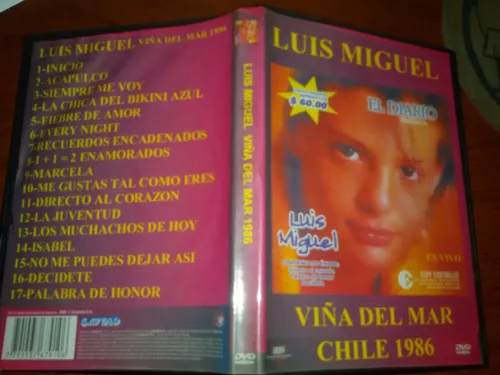 LUIS MIGUEL VIÑA DEL MAR 1986
1-INICIO
2-ACAPULCO
3-SIEMPRE ME VOY
4-LA CHICA DEL BIKINI AZUL
5-FIEBRE DE AMOR
6-EVERY NIGHT
7-RECUERDOS ENCADENADOS
8-1 + 1 = 2 ENAMORADOS
9-MARCELA
10-ME GUSTAS TAL COMO ERES
11-DIRECTO AL CORAZON
12-LA JUVENTUD
13-LOS MUCHACHOS DE HOY
14-ISABEL
15-NO ME PUEDES DEJAR ASI
16-DECIDETE
17-PALABRA DE HONOR
DVD
LUIS MIGUEL VIÑA DEL MAR 1986
DVD
LUIS MIGUEL
$ 60.00
EL DIARIO
Luis
Miguel
EN VIVO
COPY CONTROLLED
VIÑA DEL MAR
CHILE 1986
DVD